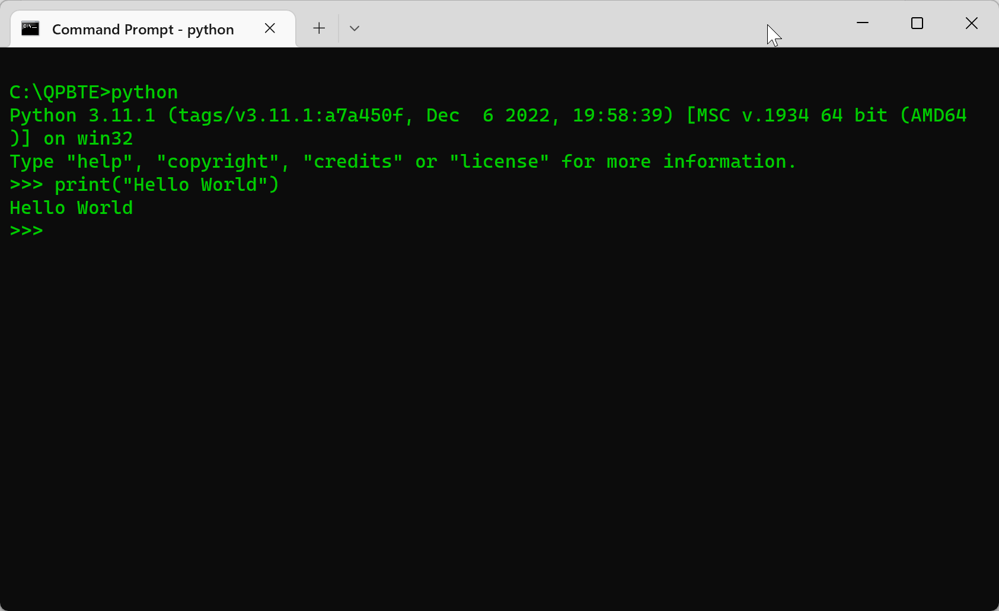 Command Prompt - python
C:\QPBTE>python
Python 3.11.1 (tags/v3.11.1:a7a450f, Dec  6 2022, 19:58:39) [MSC v.1934 64 bit (AMD64
)] on win32
Type "help", "copyright", "credits" or "license" for more information.
>>> print("Hello World")
Hello World
>>>